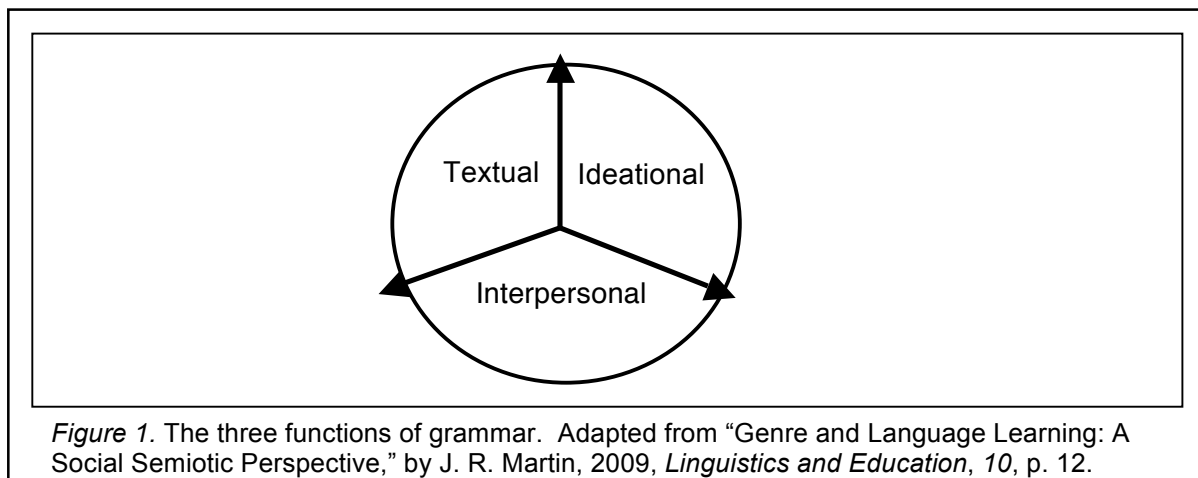 Textual
Ideational
Interpersonal
Figure 1. The three functions of grammar.  Adapted from “Genre and Language Learning: A
Social Semiotic Perspective,” by J. R. Martin, 2009, Linguistics and Education, 10, p. 12.